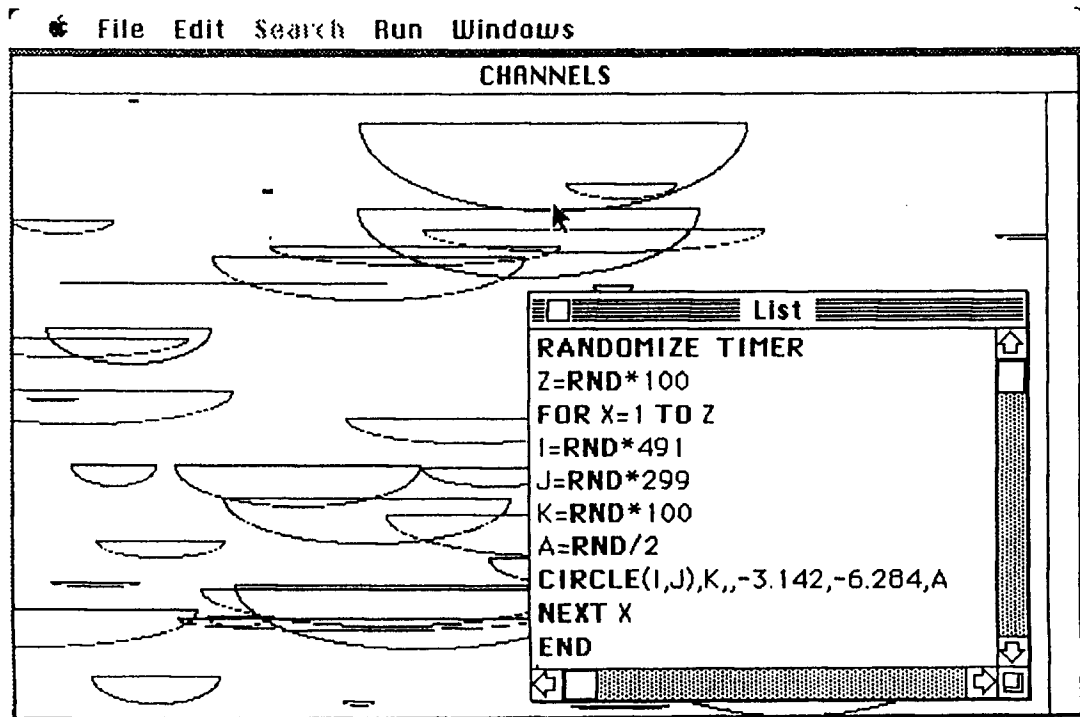 File Edit Search Run Windows
CHANNELS
List
RANDOMIZE TIMER
Z=RND*100
FOR X=1 TO Z
I=RND*491
J=RND*299
K=RND*100
A=RND/2
CIRCLE(I,J),K,,-3.142,-6.284,A
NEXT X
END